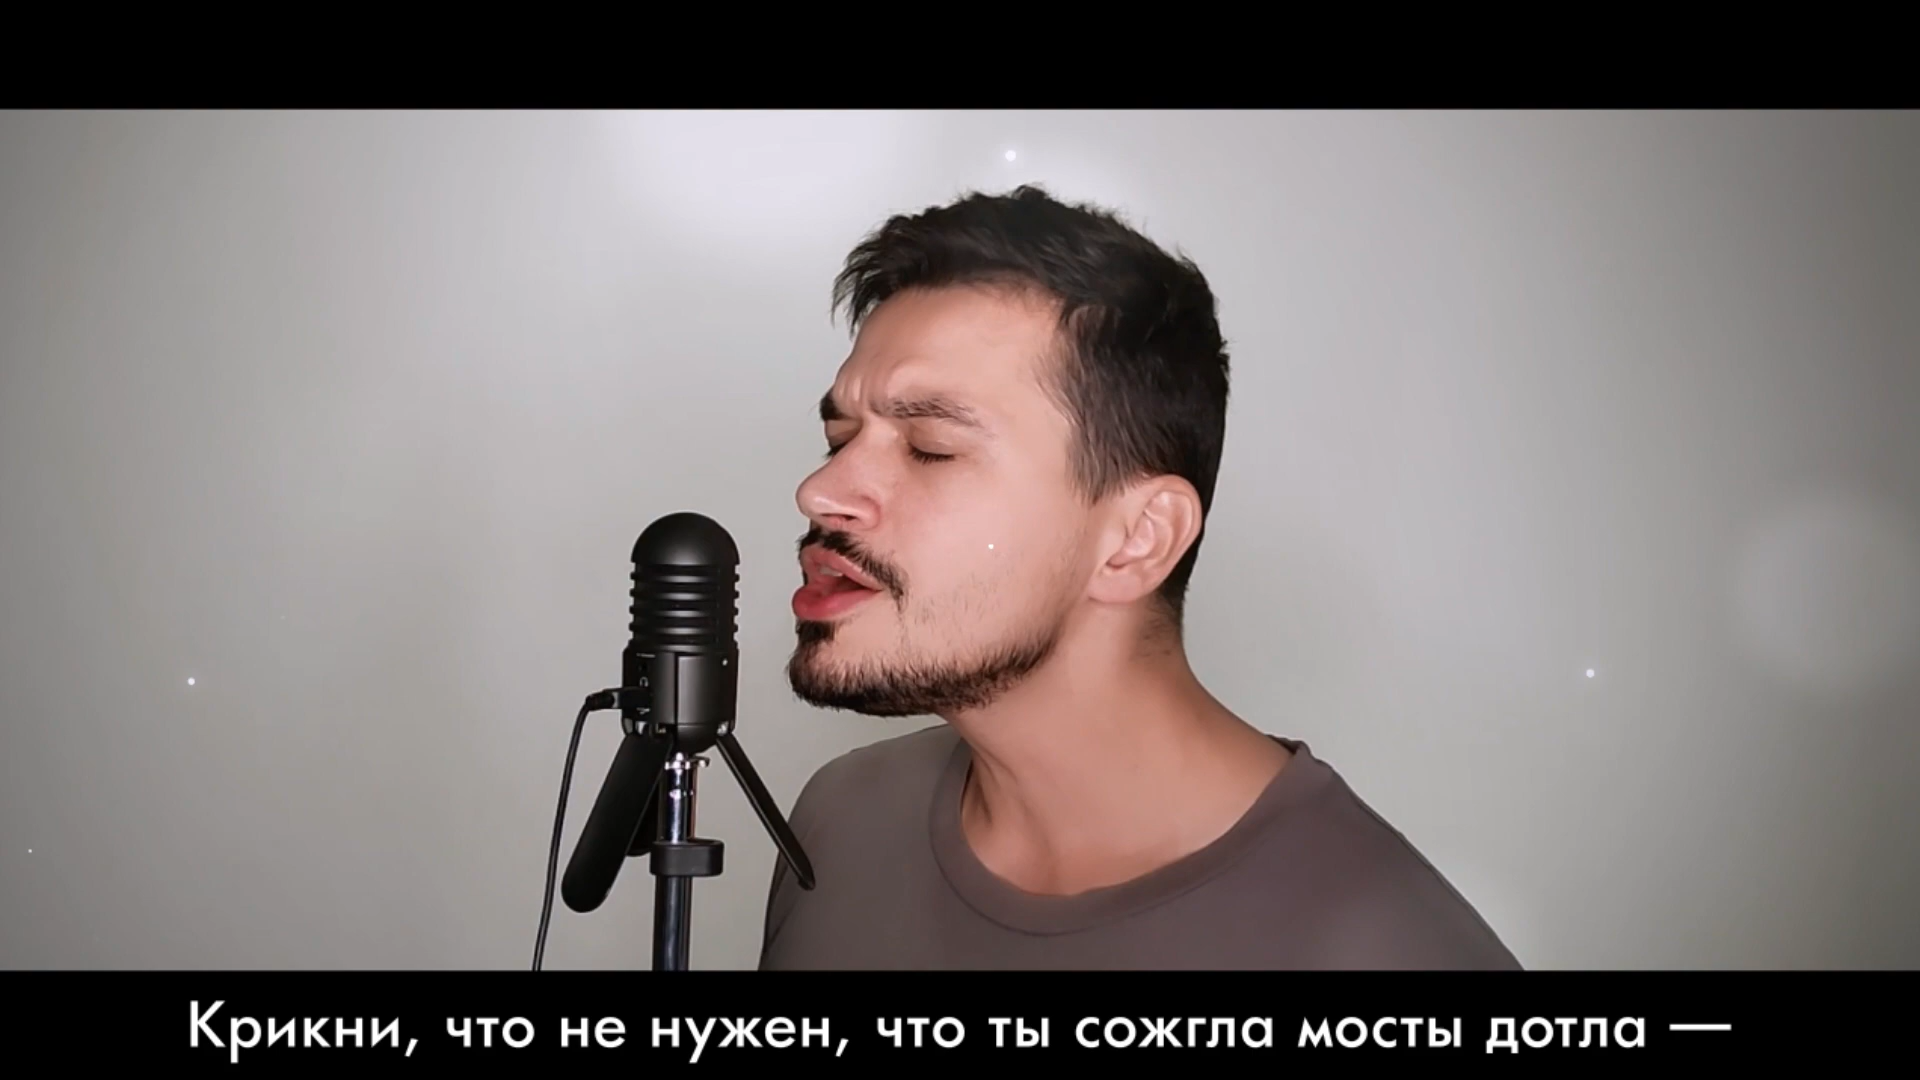 Крикни, что не нужен, что ты сожгла мосты дотла —